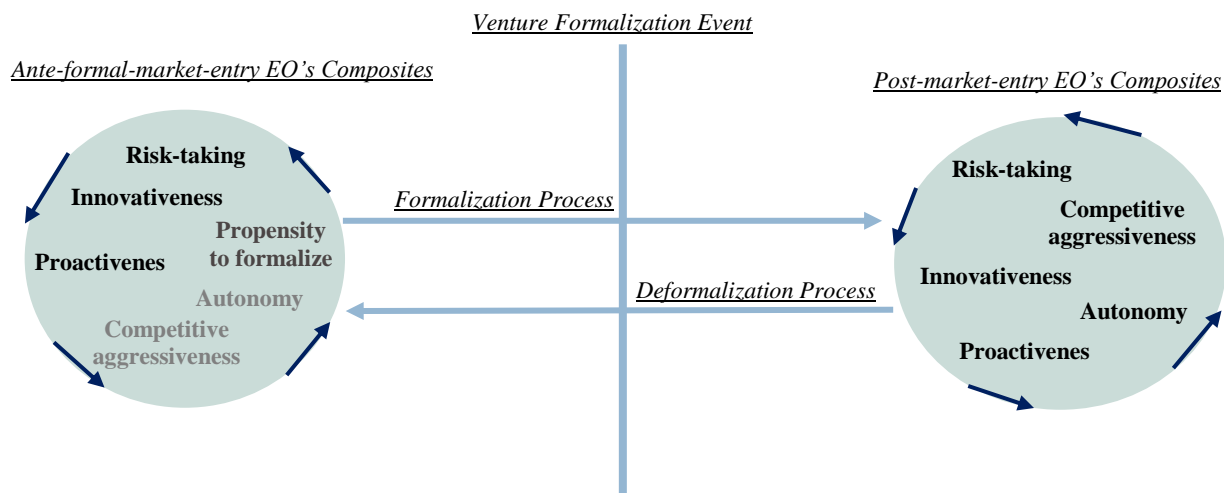 Venture Formalization Event
Ante-formal-market-entry EO’s Composites
Risk-taking
Innovativeness
Propensity
to formalize
Proactivenes
Autonomy
Competitive
aggressiveness
Formalization Process
Deformalization Process
Post-market-entry EO’s Composites
Risk-taking
Competitive
aggressiveness
Innovativeness
Autonomy
Proactivenes